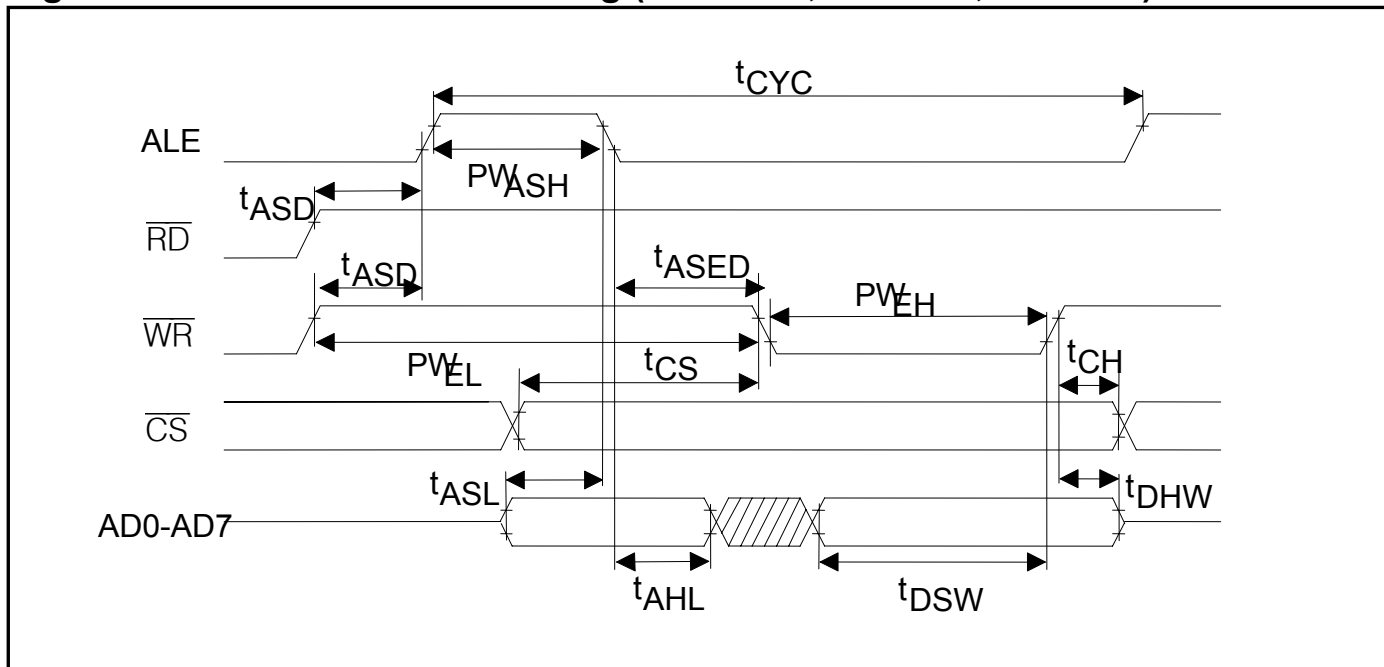 tCYC
ALE
PWASH
tASD
RD
tASD
tASED
PWEH
WR
PWEL
tCS
tCH
CS
tASL
tDHW
AD0-AD7
tAHL
tDSW